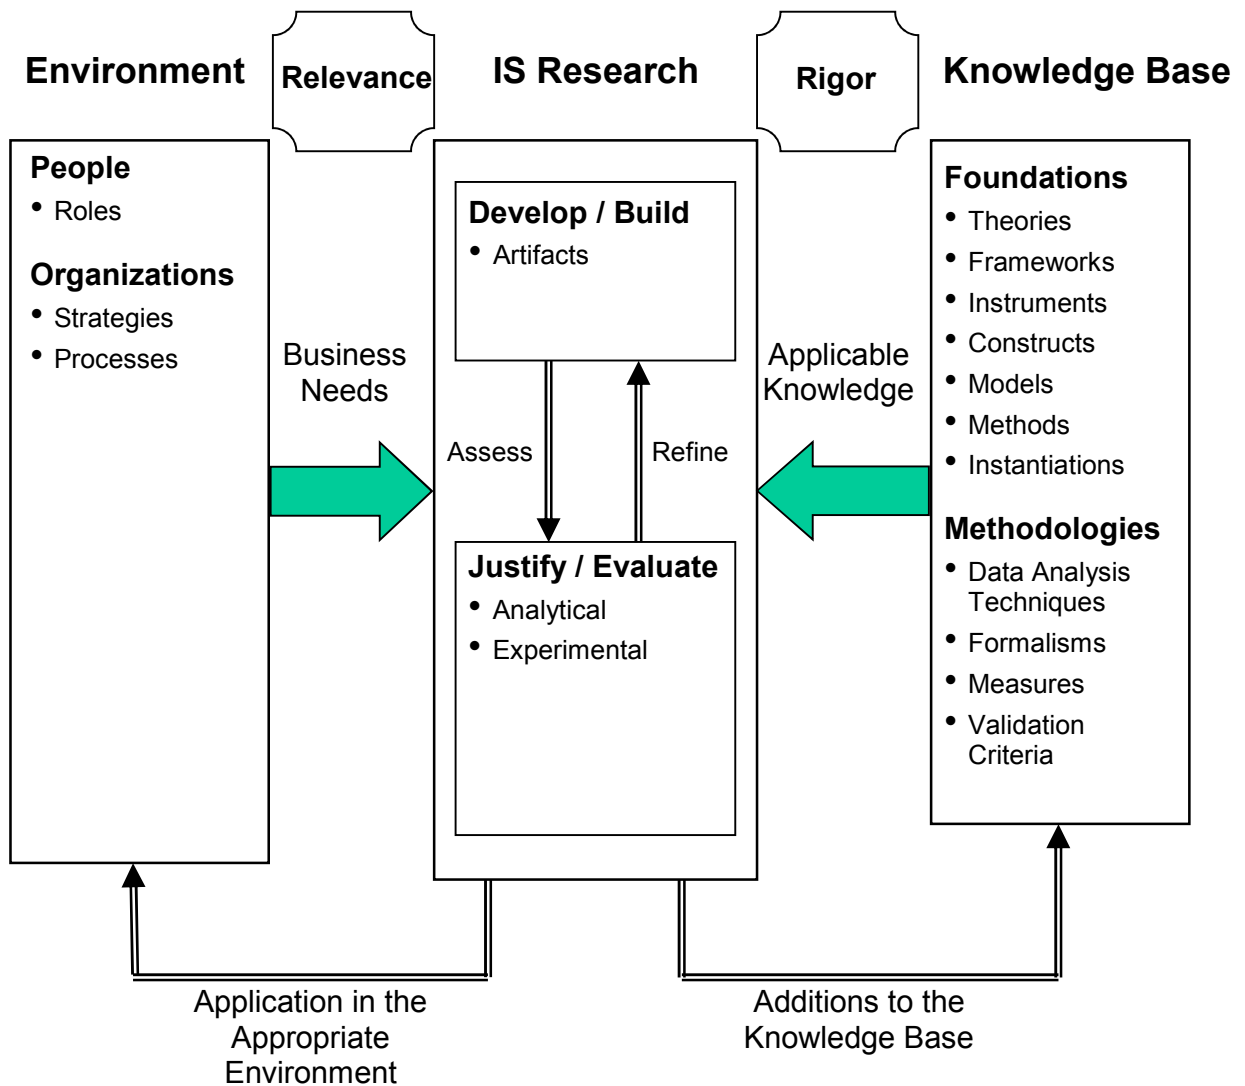 Environment
Relevance
IS Research
Rigor
Knowledge Base
People
• Roles
Organizations
• Strategies
• Processes
Business
Needs
Develop / Build
• Artifacts
Assess
Refine
Justify / Evaluate
• Analytical
• Experimental
Applicable
Knowledge
Foundations
• Theories
• Frameworks
• Instruments
• Constructs
• Models
• Methods
• Instantiations
Methodologies
• Data Analysis
Techniques
• Formalisms
• Measures
• Validation
Criteria
Application in the
Appropriate
Environment
Additions to the
Knowledge Base